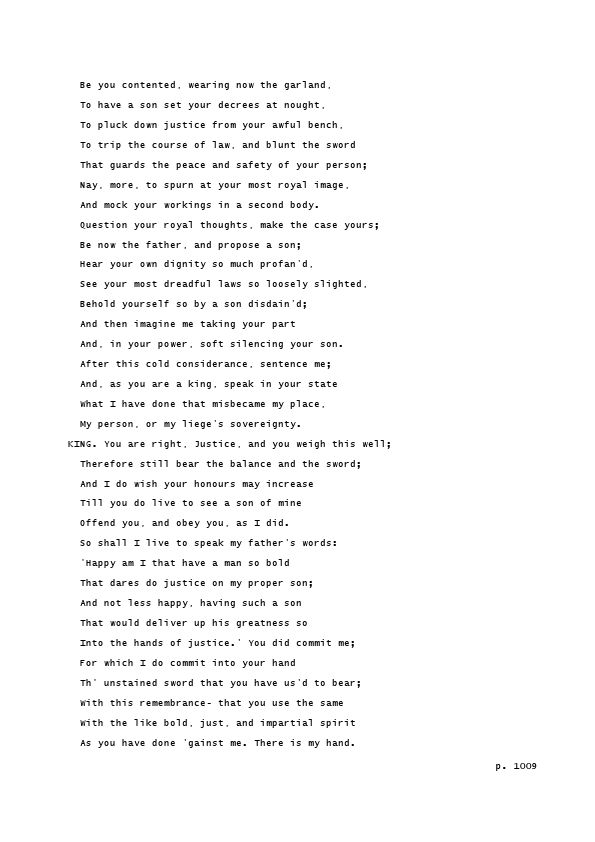 Be you contented, wearing now the garland,
To have a son set your decrees at nought,
To pluck down justice from your awful bench,
To trip the course of law, and blunt the sword
That guards the peace and safety of your person;
Nay, more, to spurn at your most royal image,
And mock your workings in a second body.
Question your royal thoughts, make the case yours;
Be now the father, and propose a son;
Hear your own dignity so much profan'd,
See your most dreadful laws so loosely slighted,
Behold yourself so by a son disdain'd;
And then imagine me taking your part
And, in your power, soft silencing your son.
After this cold considerance, sentence me;
And, as you are a king, speak in your state
What I have done that misbecame my place,
My person, or my liege's sovereignty.
KING. You are right, Justice, and you weigh this well;
Therefore still bear the balance and the sword;
And I do wish your honours may increase
Till you do live to see a son of mine
Offend you, and obey you, as I did.
So shall I live to speak my father's words:
'Happy am I that have a man so bold
That dares do justice on my proper son;
And not less happy, having such a son
That would deliver up his greatness so
Into the hands of justice.' You did commit me;
For which I do commit into your hand
Th' unstained sword that you have us'd to bear;
With this remembrance- that you use the same
With the like bold, just, and impartial spirit
As you have done 'gainst me. There is my hand.
p. 1009